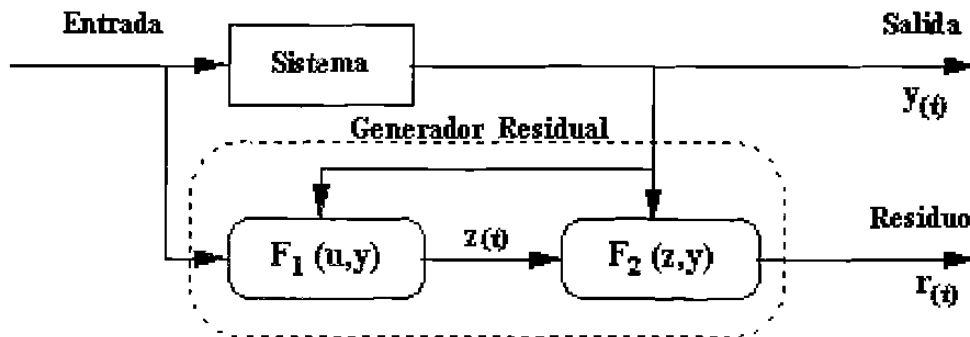 Entrada
Salida
Sistema
y(t)
Generador Residual
Residuo
F1 (u,y)
z(t)
F2 (z,y)
r(t)